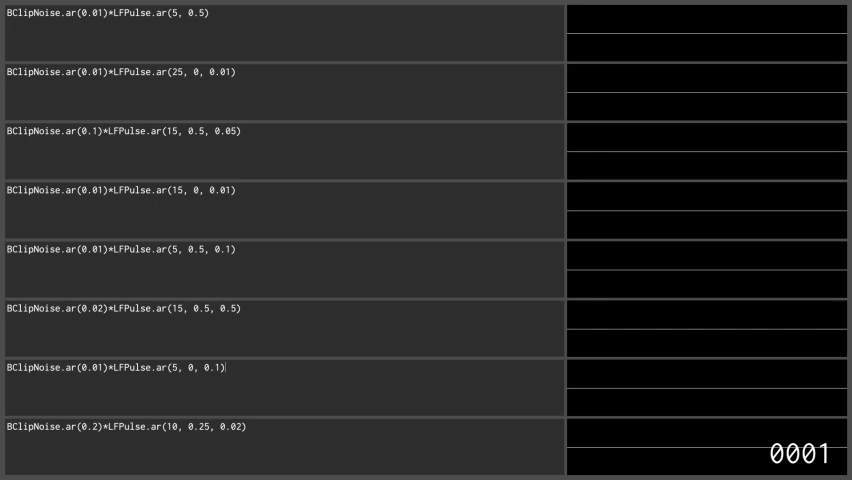 BClipNoise.ar(0.01)*LFPulse.ar(5, 0.5)
BClipNoise.ar(0.01)*LFPulse.ar(25, 0, 0.01)
BClipNoise.ar(0.1)*LFPulse.ar(15, 0.5, 0.05)
BClipNoise.ar(0.01)*LFPulse.ar(15, 0, 0.01)
BClipNoise.ar(0.01)*LFPulse.ar(5, 0.5, 0.1)
BClipNoise.ar(0.02)*LFPulse.ar(15, 0.5, 0.5)
BClipNoise.ar(0.01)*LFPulse.ar(5, 0, 0.1)
BClipNoise.ar(0.2)*LFPulse.ar(10, 0.25, 0.02)
0001